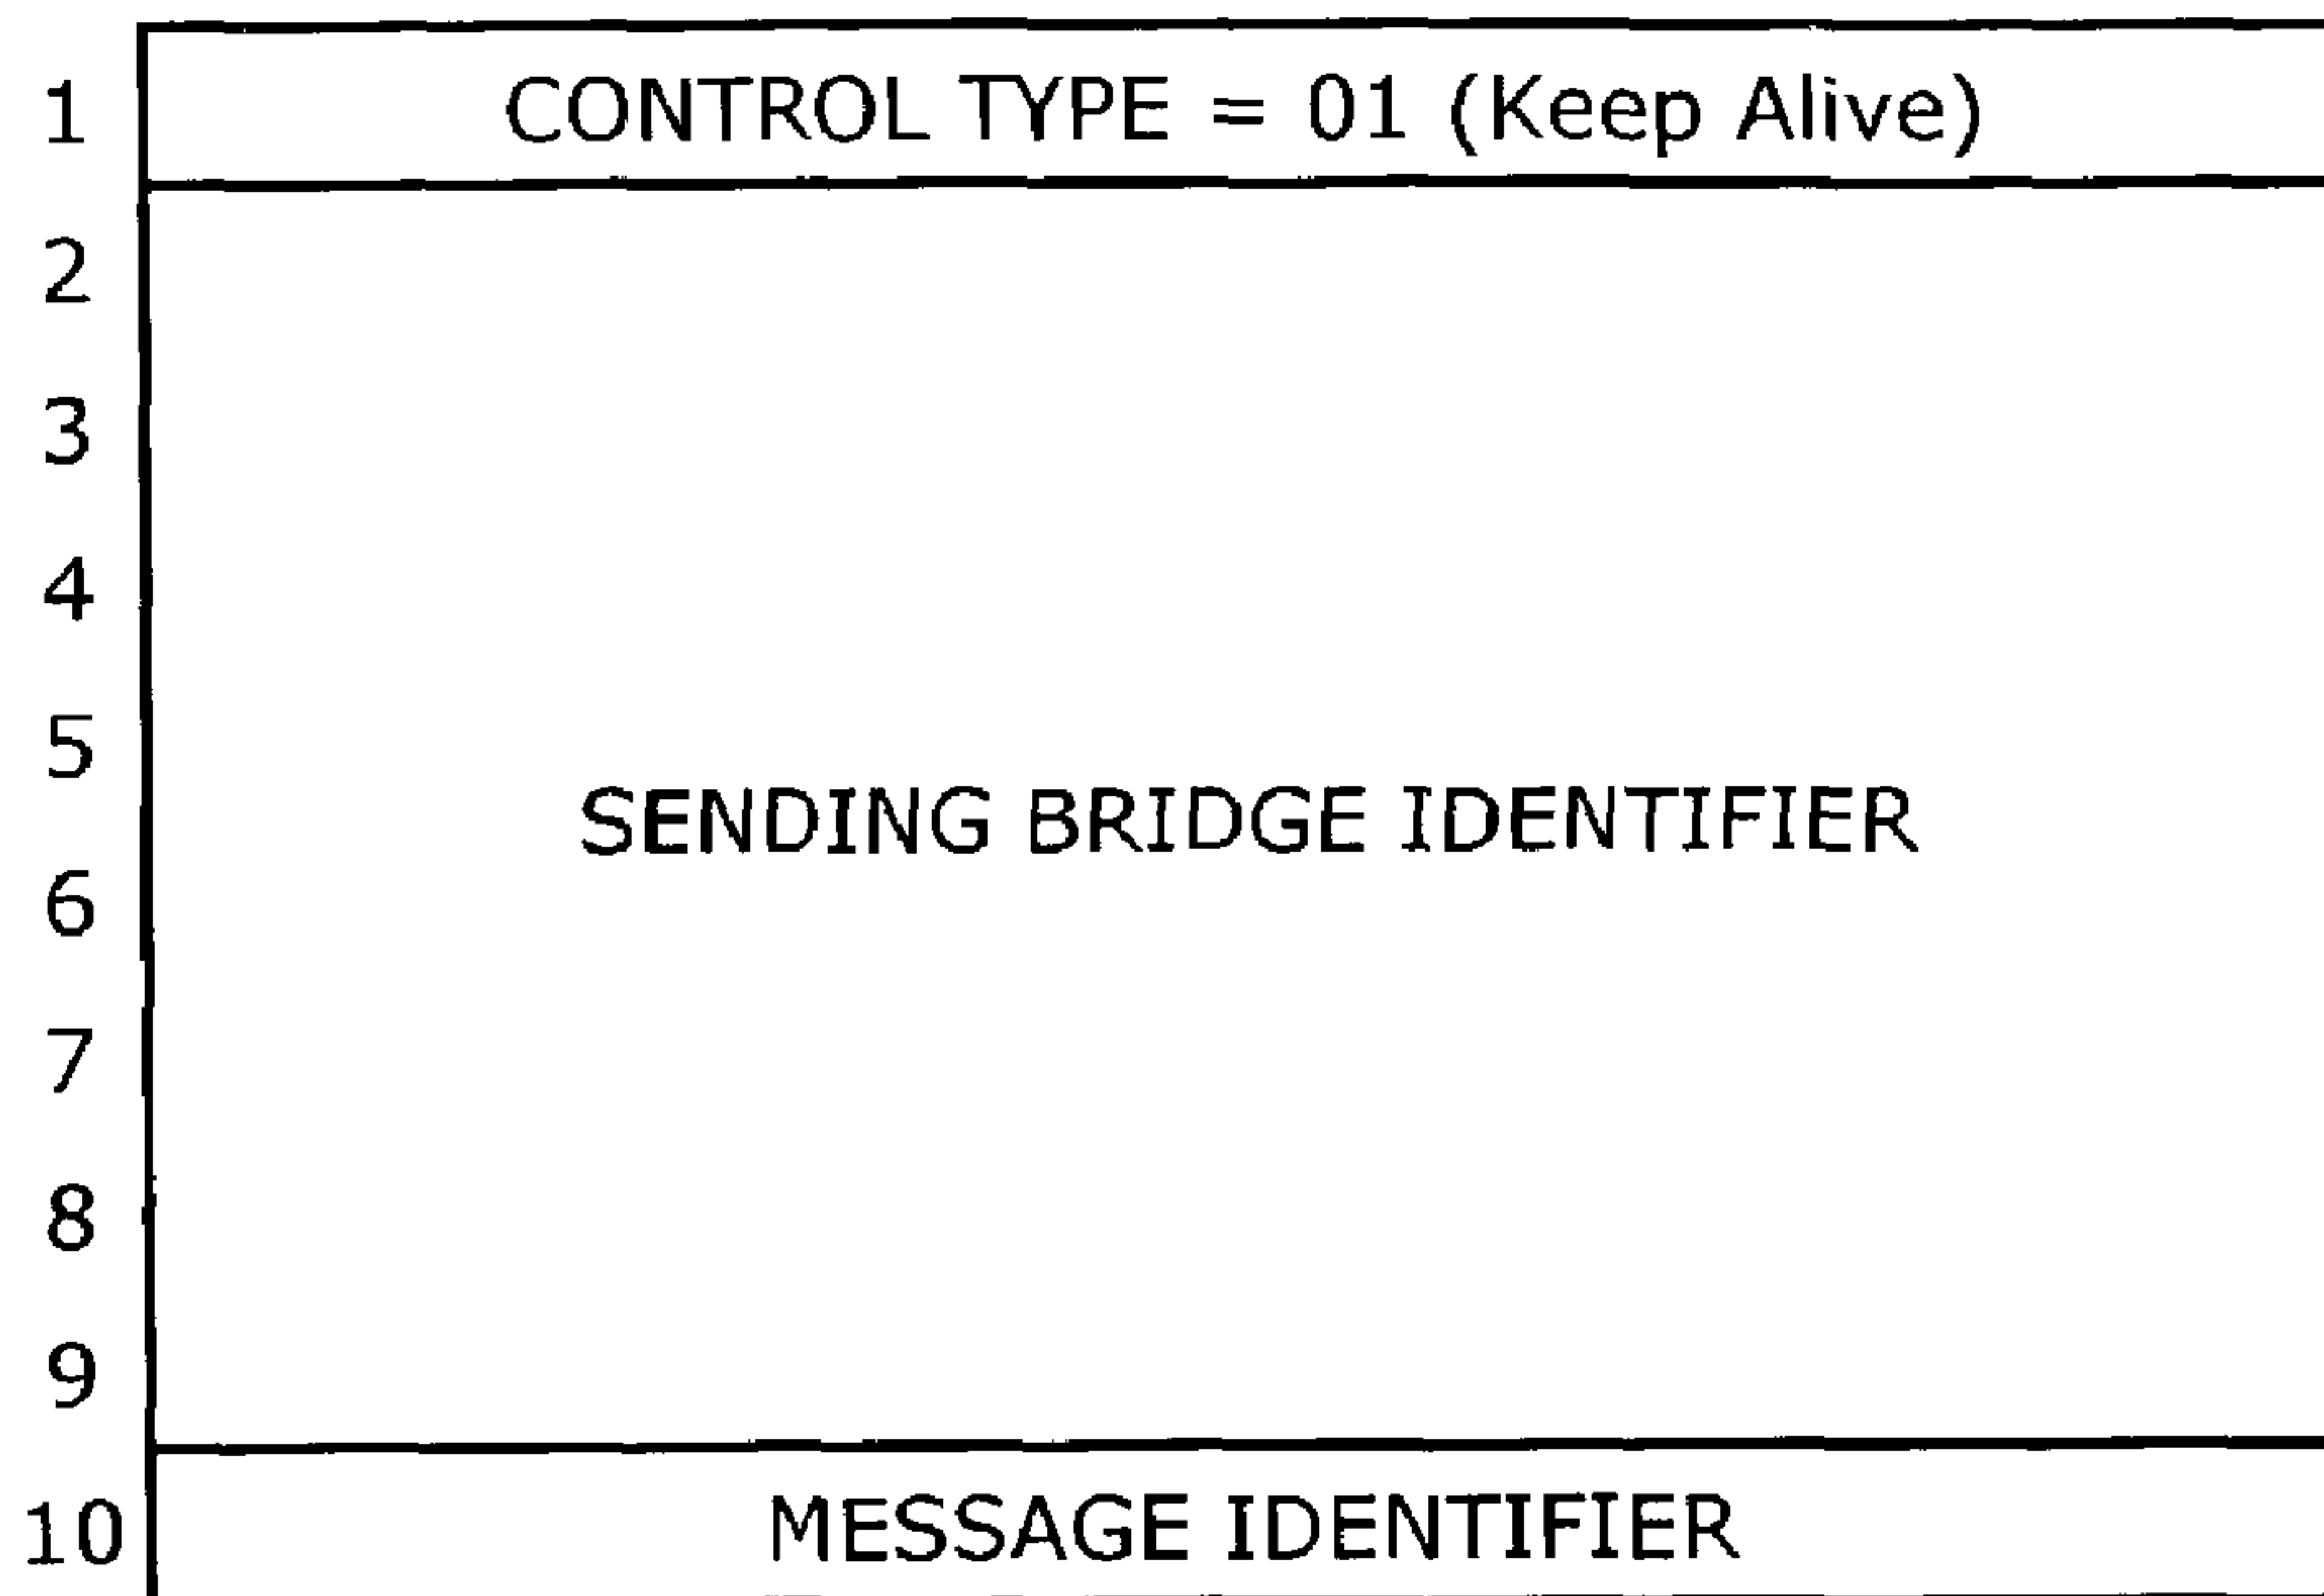 1 CONTROL TYPE = 01 (Keep Alive)
2
3
4
5
SENDING BRIDGE IDENTIFIER
6
7
8
9
10 MESSAGE IDENTIFIER